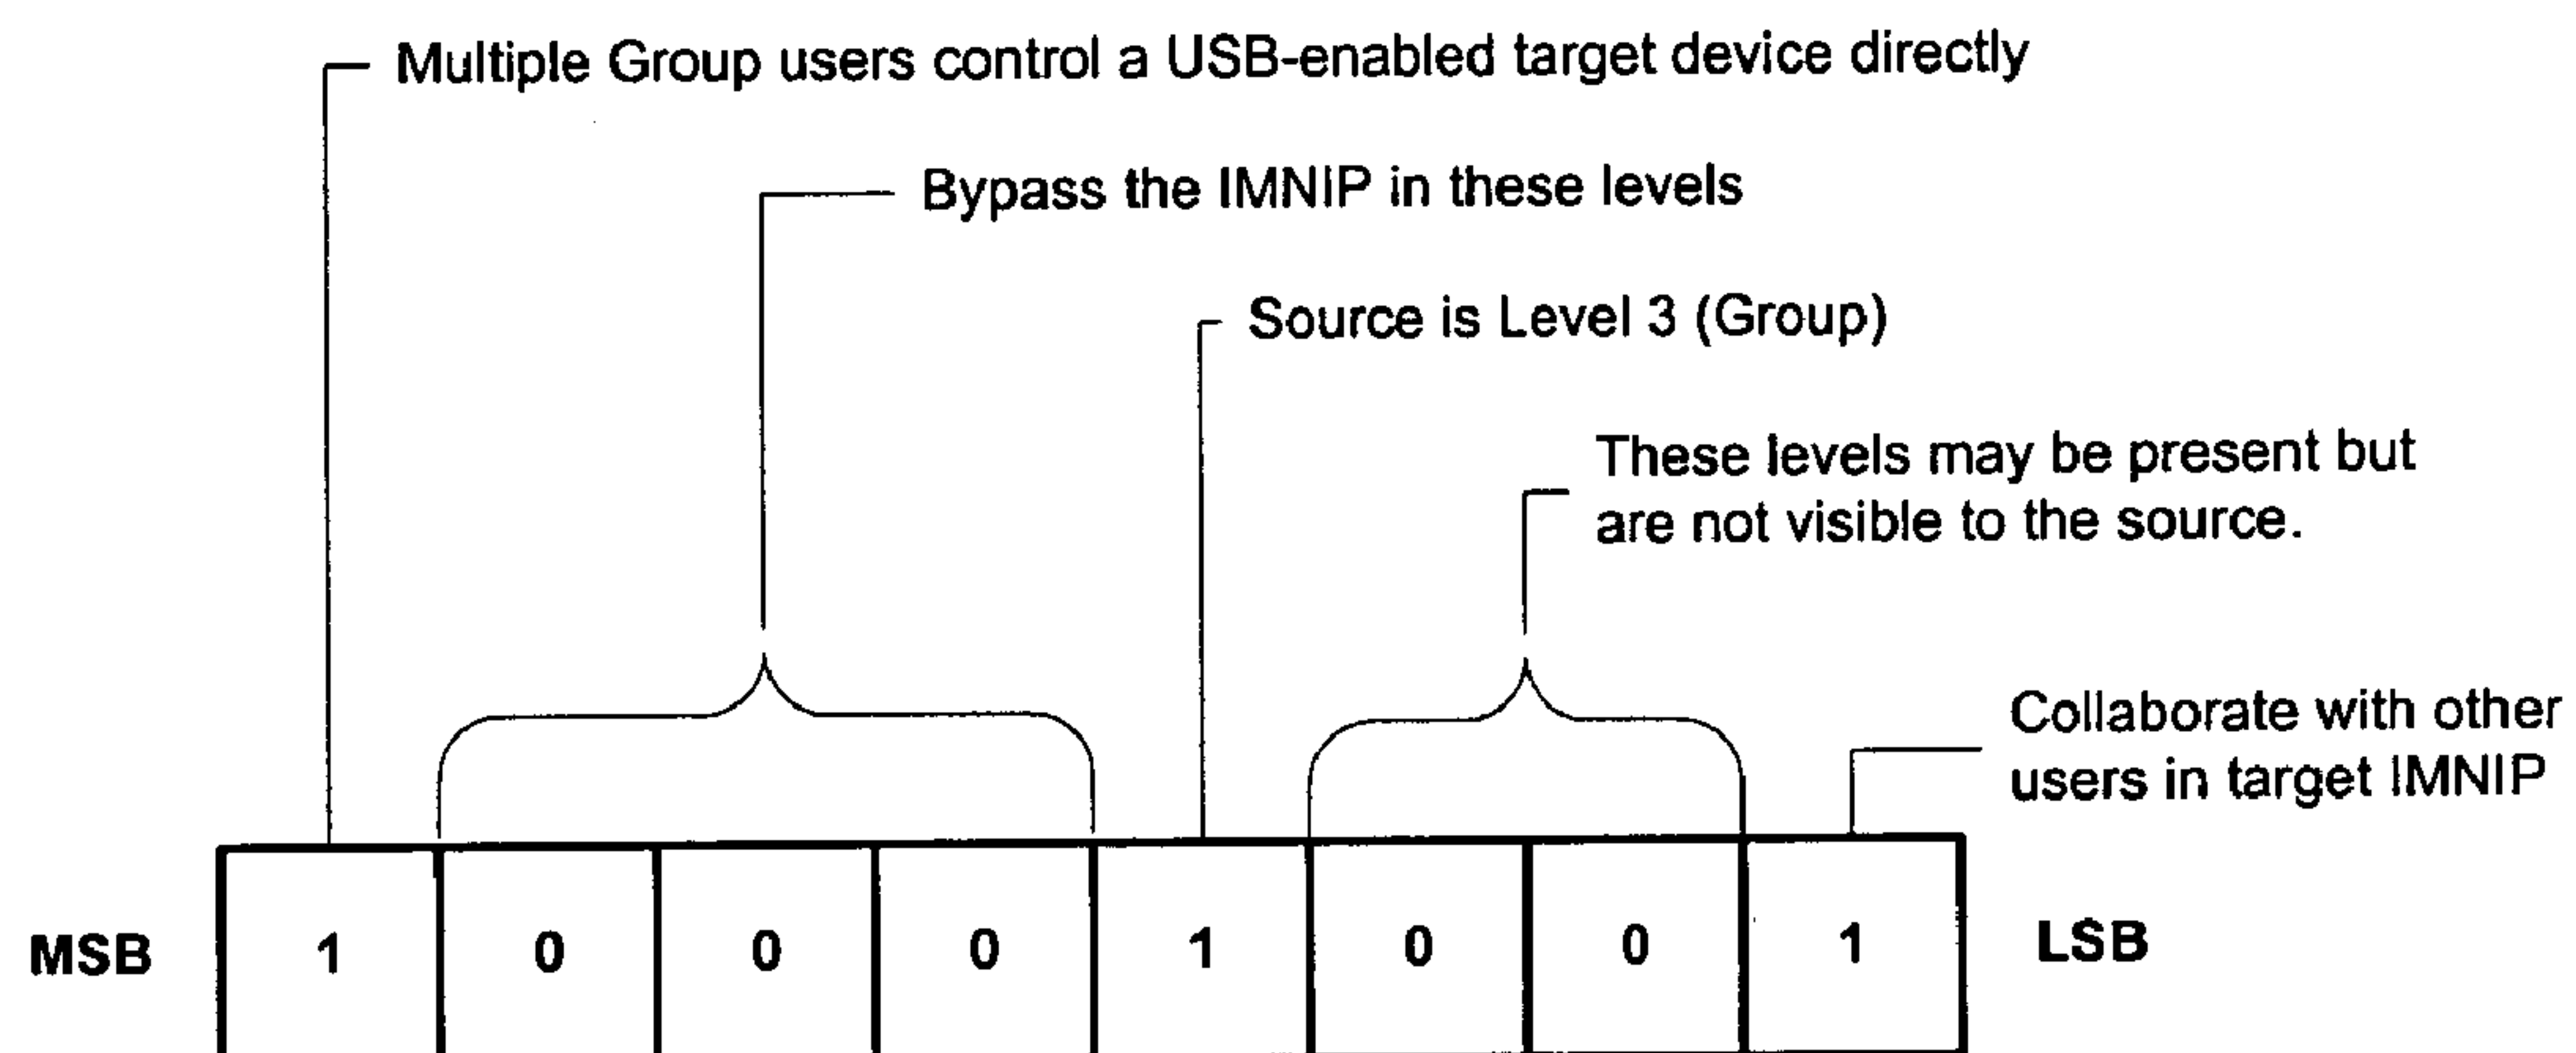 Multiple Group users control a USB-enabled target device directly
Bypass the IMNIP in these levels
Source is Level 3 (Group)
These levels may be present but
are not visible to the source.
Collaborate with other
users in target IMNIP
MSB 1 0 0 0 1 0 0 1 LSB